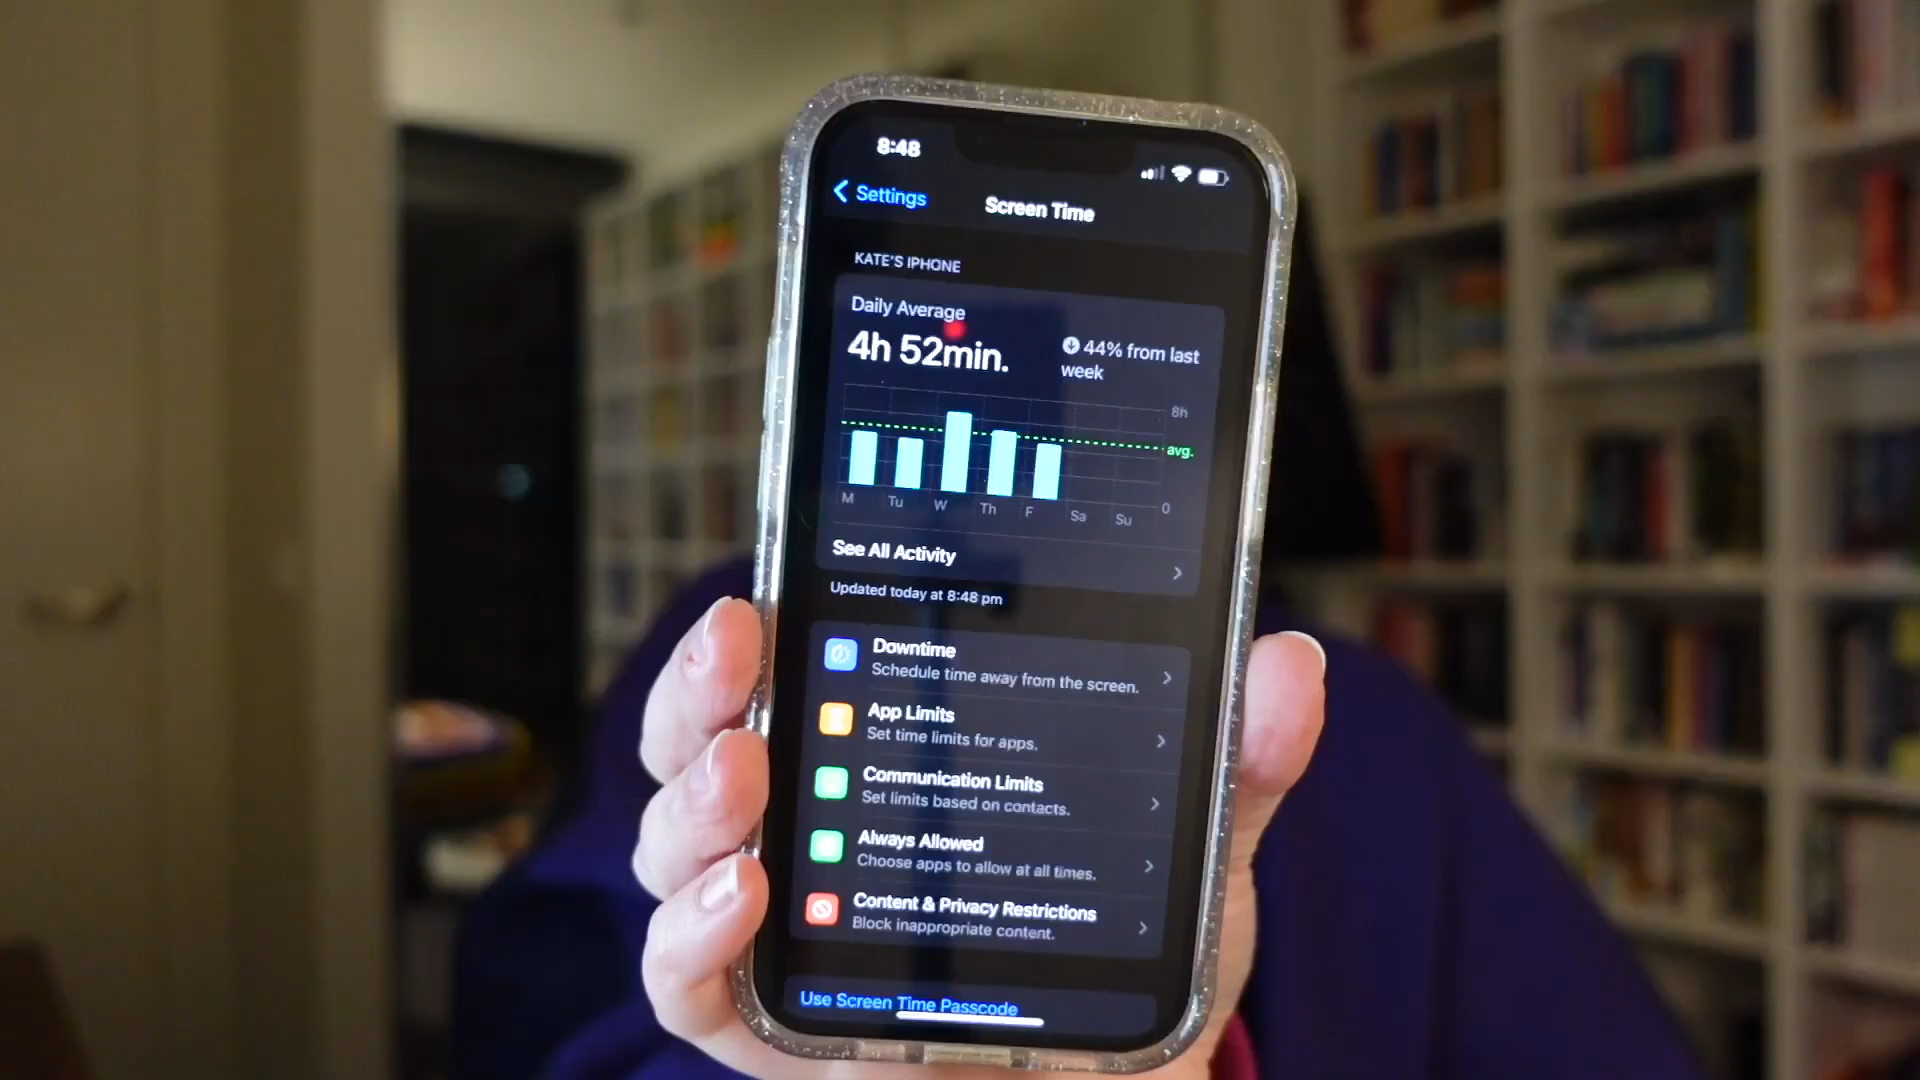 8:48
Settings
Screen Time
KATE'S IPHONE
Daily Average
4h 52min.
44% from last
week
8h
avg.
0
M Tu W Th F Sa Su
See All Activity
Updated today at 8:48 pm
Downtime
Schedule time away from the screen.
App Limits
Set time limits for apps.
Communication Limits
Set limits based on contacts.
Always Allowed
Choose apps to allow at all times.
Content & Privacy Restrictions
Block inappropriate content.
Use Screen Time Passcode